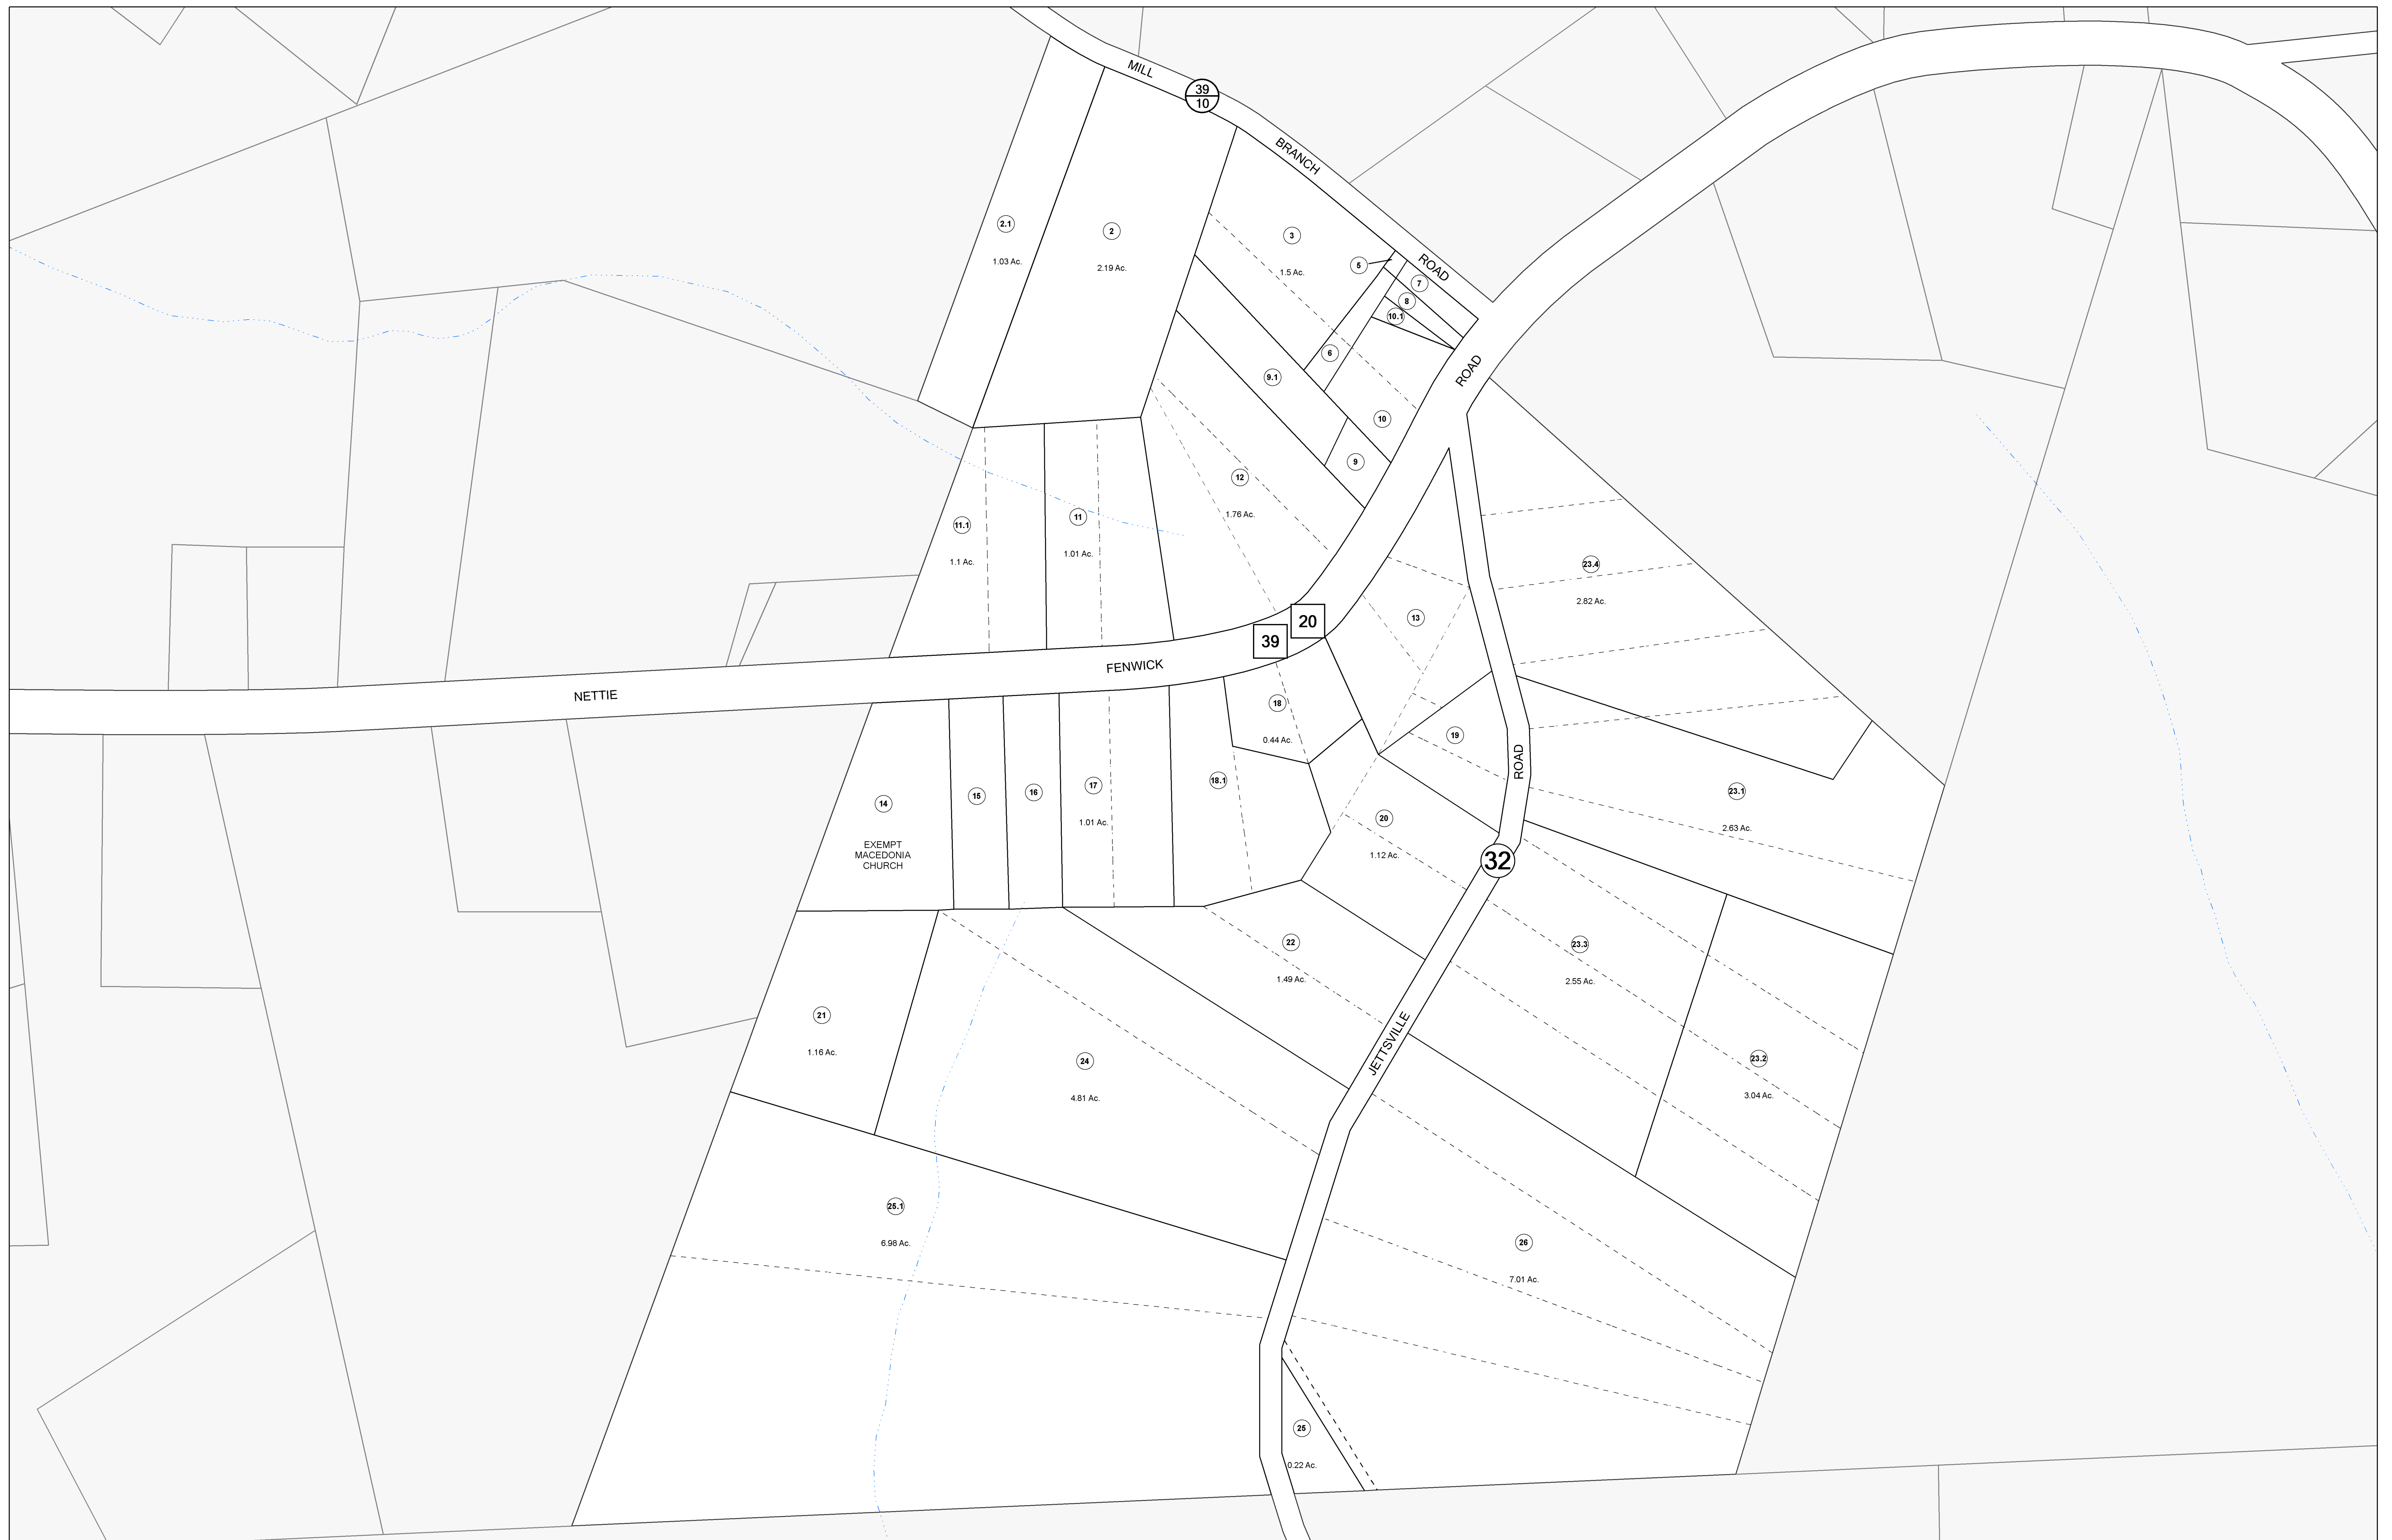 MILL
39
10
BRANCH
ROAD
2.1
1.03 Ac.
2
2.19 Ac.
3
1.5 Ac.
5
7
8
10.1
6
9.1
10
9
ROAD
12
1.76 Ac.
11.1
1.1 Ac.
11
1.01 Ac.
23.4
2.82 Ac.
13
20
39
FENWICK
NETTIE
18
0.44 Ac.
19
ROAD
14
EXEMPT
MACEDONIA
CHURCH
15
16
17
1.01 Ac.
18.1
20
1.12 Ac.
23.1
2.63 Ac.
32
22
1.49 Ac.
23.3
2.55 Ac.
21
1.16 Ac.
24
4.81 Ac.
JETTSVILLE
23.2
3.04 Ac.
25.1
6.98 Ac.
26
7.01 Ac.
25
0.22 Ac.